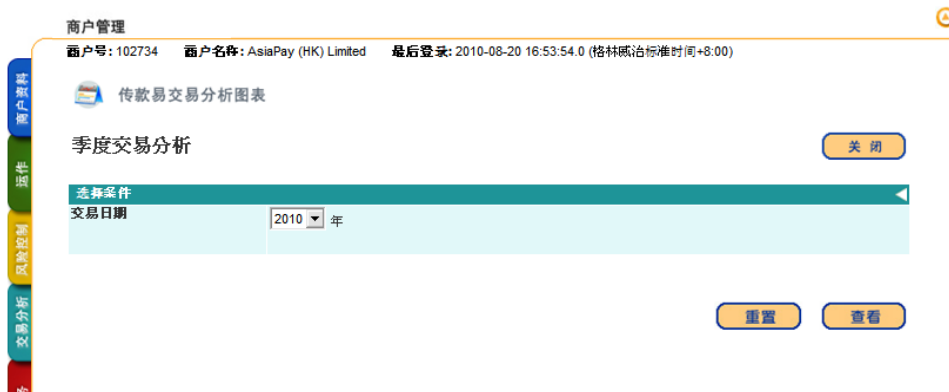 商户管理
商户号: 102734 商户名称: AsiaPay (HK) Limited 最后登录: 2010-08-20 16:53:54.0 (格林威治标准时间+8:00)
商户资料
传款易交易分析图表
季度交易分析
关 闭
运作
选择条件
交易日期
2010 年
风险控制
重置 查看
交易分析